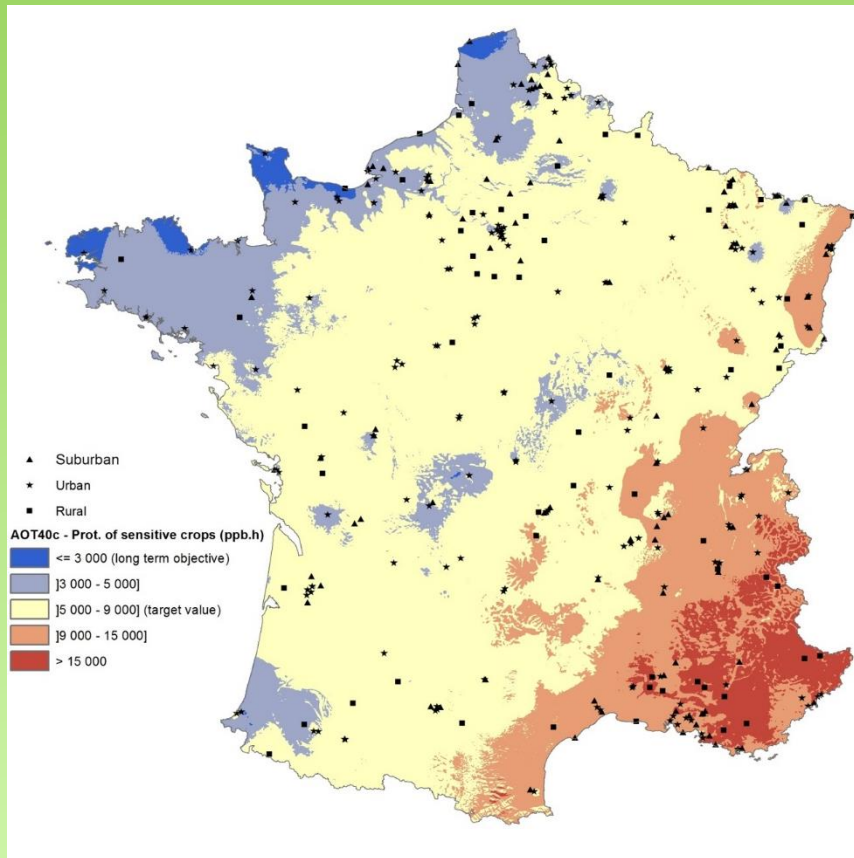 Suburban
Urban
Rural
AOT40c - Prot. of sensitive crops (ppb.h)
<= 3 000 (long term objective)
]3 000 - 5 000]
]5 000 - 9 000] (target value)
]9 000 - 15 000]
> 15 000